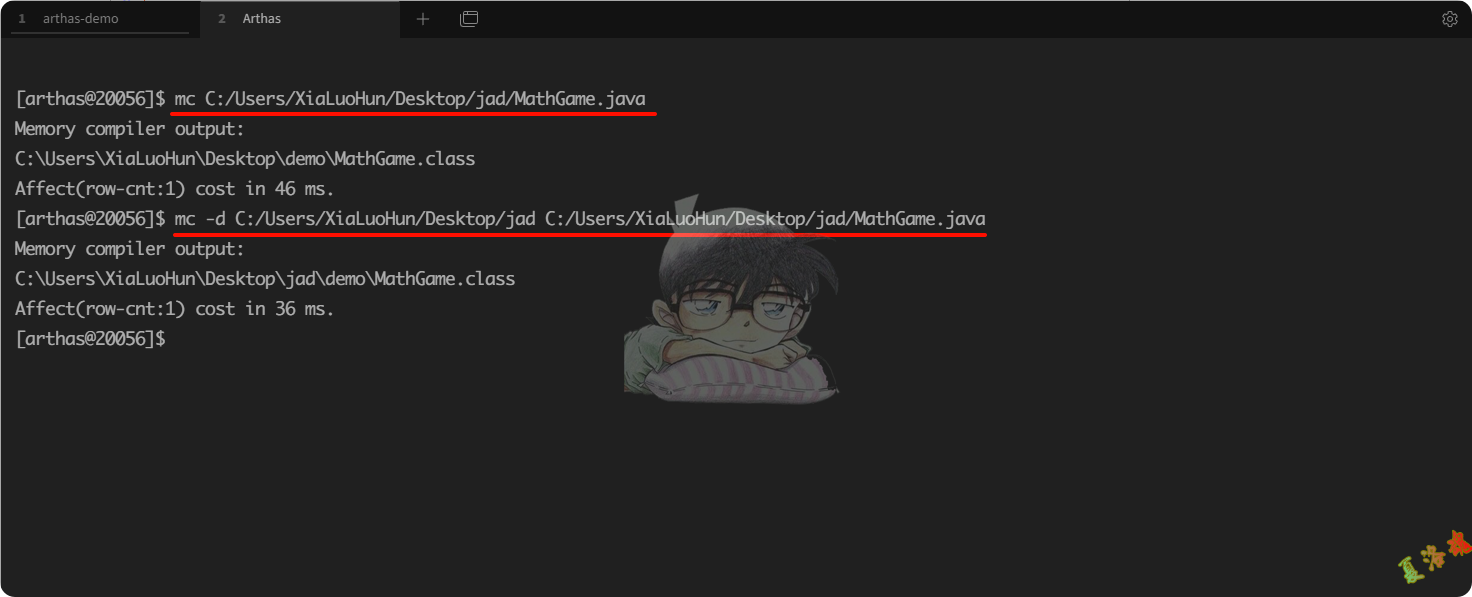 1 arthas-demo 2 Arthas
[arthas@20056]$ mc C:/Users/XiaLuoHun/Desktop/jad/MathGame.java
Memory compiler output:
C:\Users\XiaLuoHun\Desktop\demo\MathGame.class
Affect(row-cnt:1) cost in 46 ms.
[arthas@20056]$ mc -d C:/Users/XiaLuoHun/Desktop/jad C:/Users/XiaLuoHun/Desktop/jad/MathGame.java
Memory compiler output:
C:\Users\XiaLuoHun\Desktop\jad\demo\MathGame.class
Affect(row-cnt:1) cost in 36 ms.
[arthas@20056]$